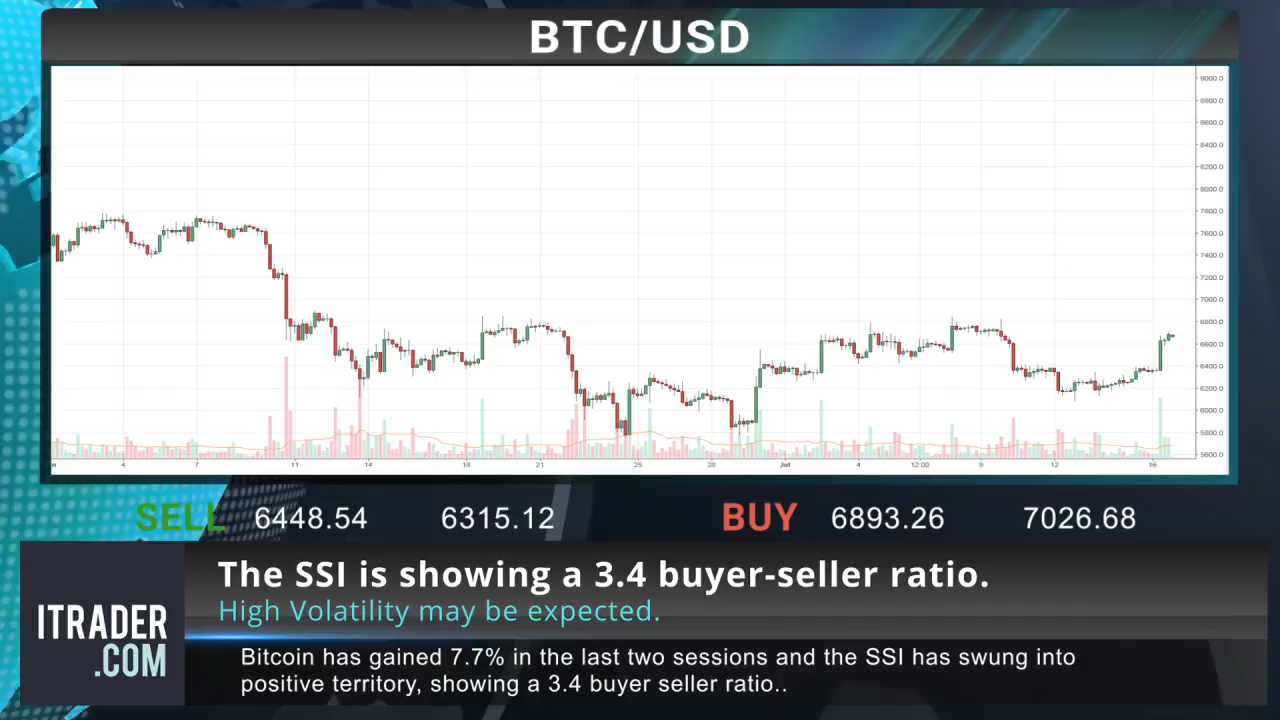 BTC/USD
9000.0
8800.0
8600.0
8400.0
8200.0
8000.0
7800.0
7600.0
7400.0
7200.0
7000.0
6800.0
6600.0
6400.0
6200.0
6000.0
5800.0
5600.0
4 7 11 14 18 21 25 28 Jul 4 12:00 9 12 16
SELL 6448.54 6315.12 BUY 6893.26 7026.68
The SSI is showing a 3.4 buyer-seller ratio.
High Volatility may be expected.
ITRADER
.COM
Bitcoin has gained 7.7% in the last two sessions and the SSI has swung into
positive territory, showing a 3.4 buyer seller ratio..